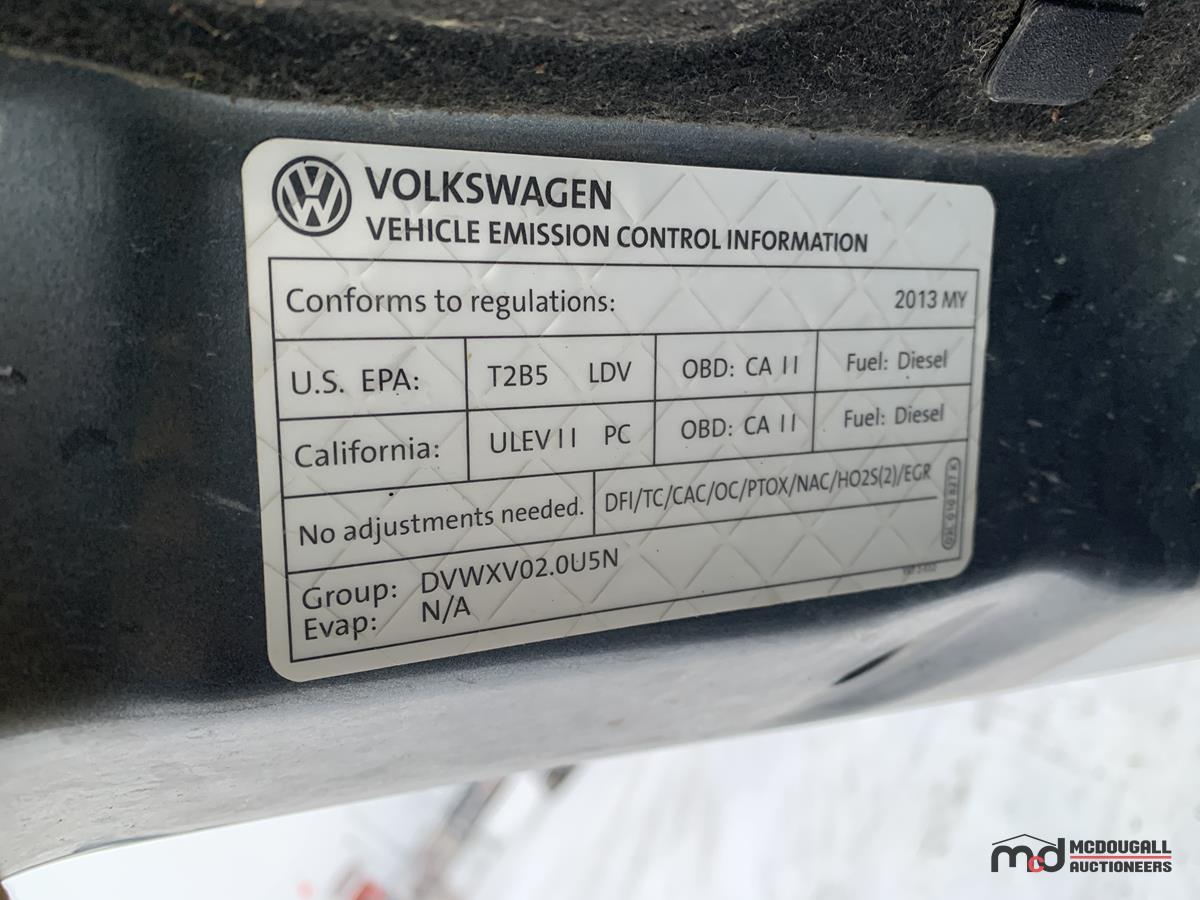 VOLKSWAGEN
VEHICLE EMISSION CONTROL INFORMATION
Conforms to regulations: 2013 MY
U.S. EPA: T2B5 LDV OBD: CA II Fuel: Diesel
California: ULEV II PC OBD: CA II Fuel: Diesel
No adjustments needed. DFI/TC/CAC/OC/PTOX/NAC/HO2S(2)/EGR
Group: DVWXV02.0U5N
Evap: N/A
mcd MCDOUGALL
AUCTIONEERS